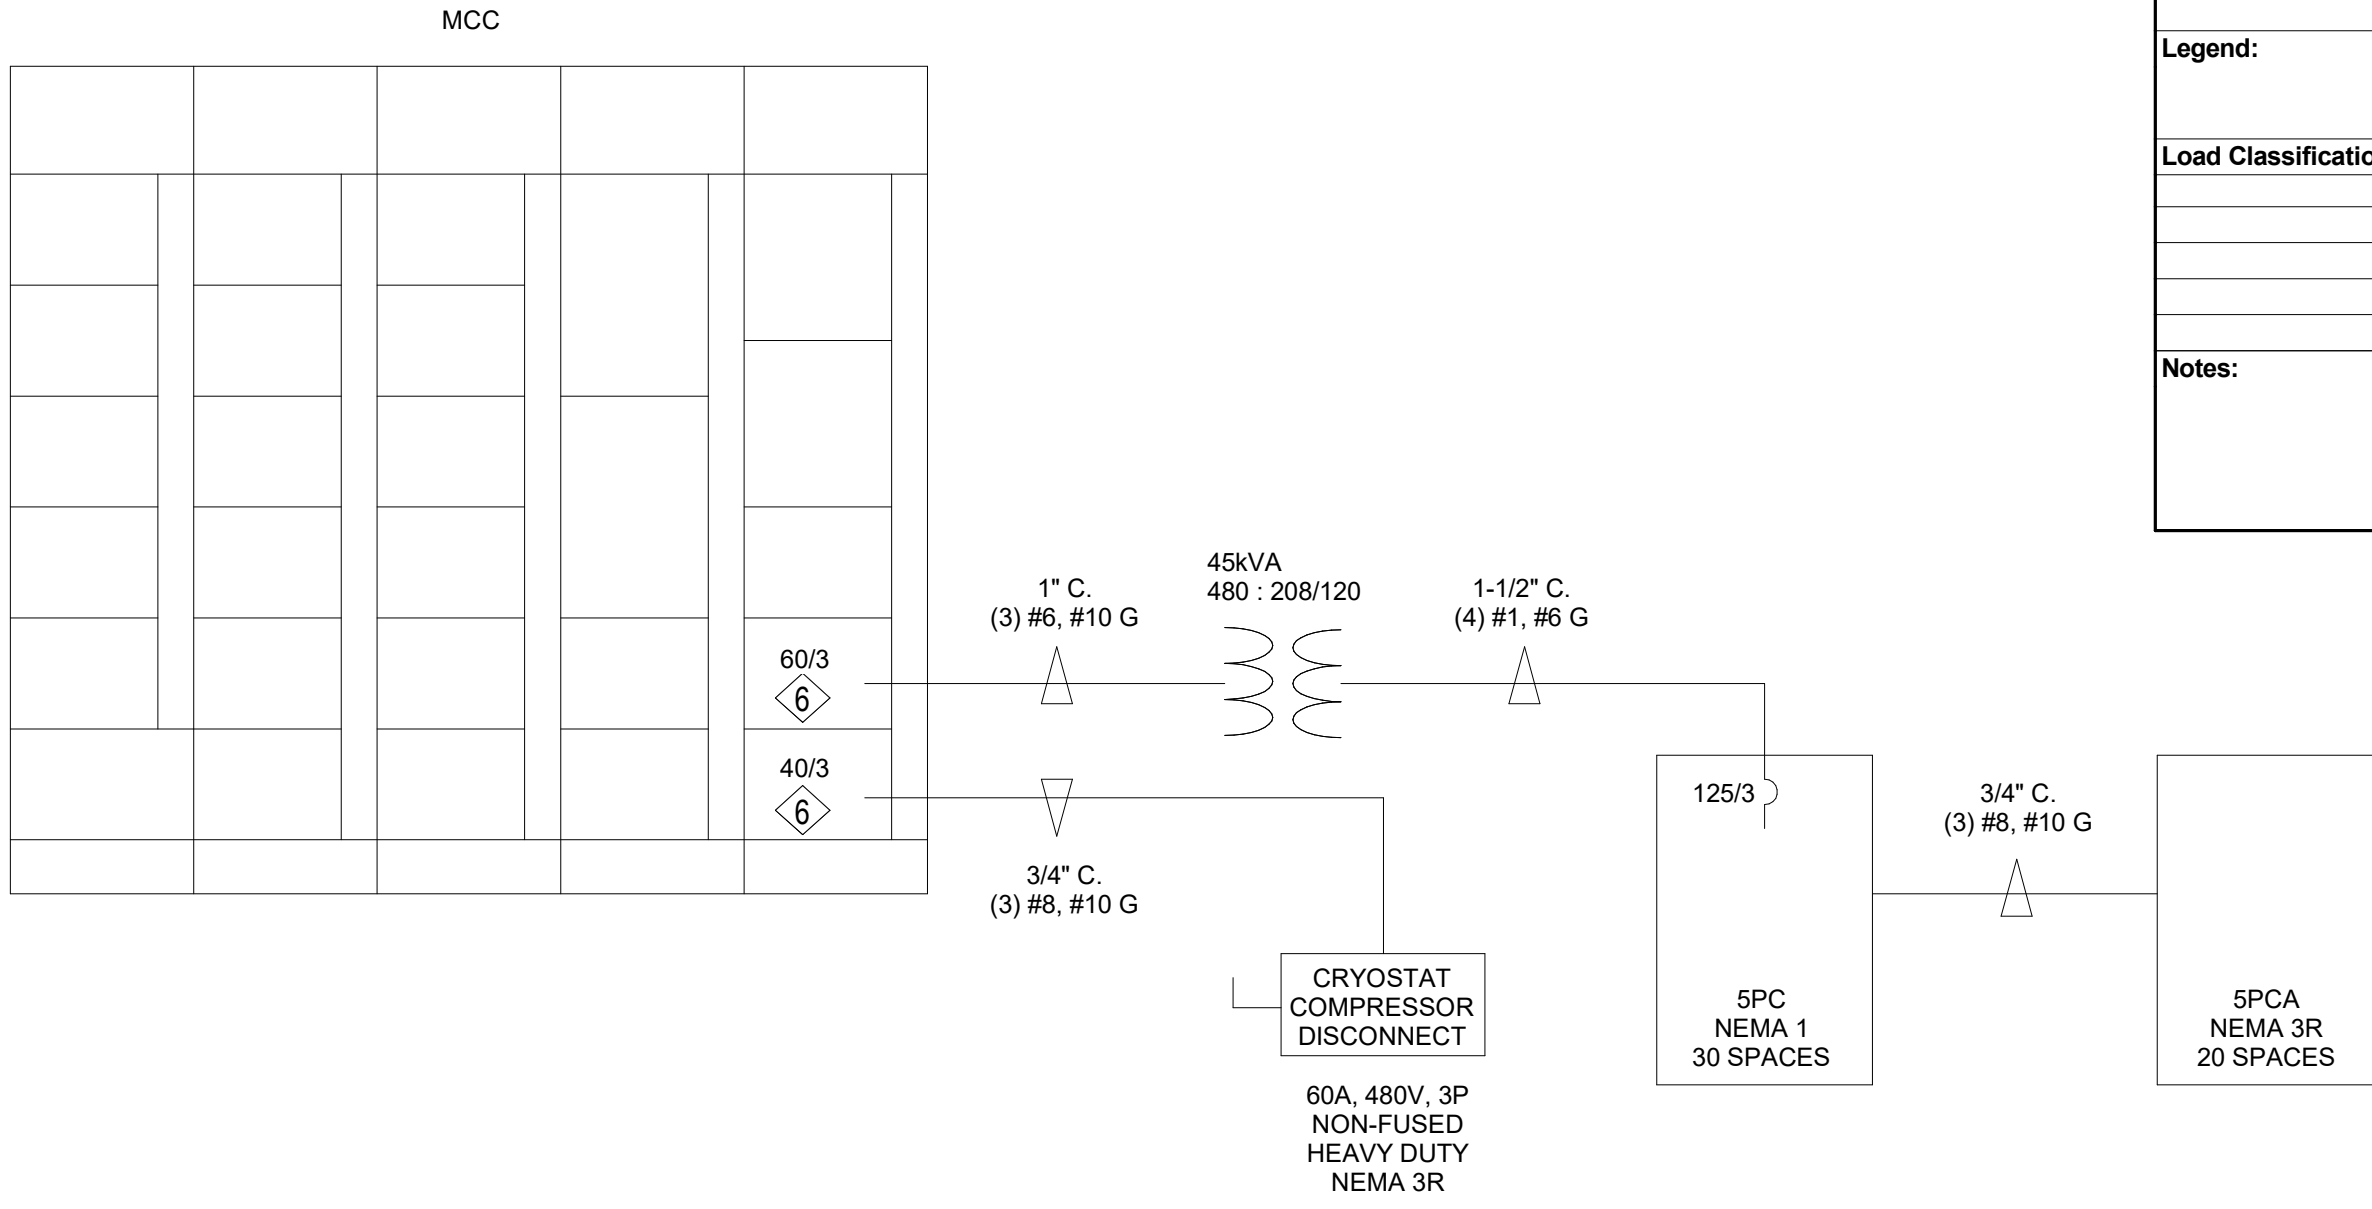 MCC
Legend:
Load Classificatio
Notes:
45kVA
480 : 208/120
1" C.
(3) #6, #10 G
1-1/2" C.
(4) #1, #6 G
60/3
6
40/3
6
125/3
3/4" C.
(3) #8, #10 G
3/4" C.
(3) #8, #10 G
CRYOSTAT
COMPRESSOR
DISCONNECT
5PC
NEMA 1
30 SPACES
5PCA
NEMA 3R
20 SPACES
60A, 480V, 3P
NON-FUSED
HEAVY DUTY
NEMA 3R